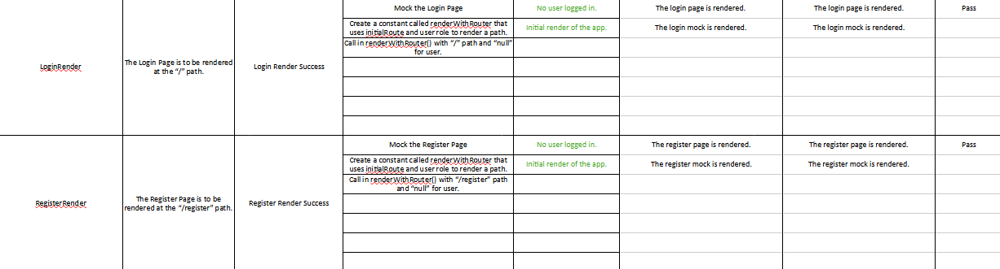 Mock the Login Page
No user logged in.
The login page is rendered.
The login page is rendered.
Pass
Create a constant called renderWithRouter that
uses initialRoute and user role to render a path.
Initial render of the app.
The login mock is rendered.
The login mock is rendered.
Call in renderWithRouter() with “/” path and “null”
for user.
LoginRender
The Login Page is to be rendered
at the “/” path.
Login Render Success
Mock the Register Page
No user logged in.
The register page is rendered.
The register page is rendered.
Pass
Create a constant called renderWithRouter that
uses initialRoute and user role to render a path.
Initial render of the app.
The register mock is rendered.
The register mock is rendered.
Call in renderWithRouter() with “/register” path
and “null” for user.
RegisterRender
The Register Page is to be
rendered at the “/register” path.
Register Render Success